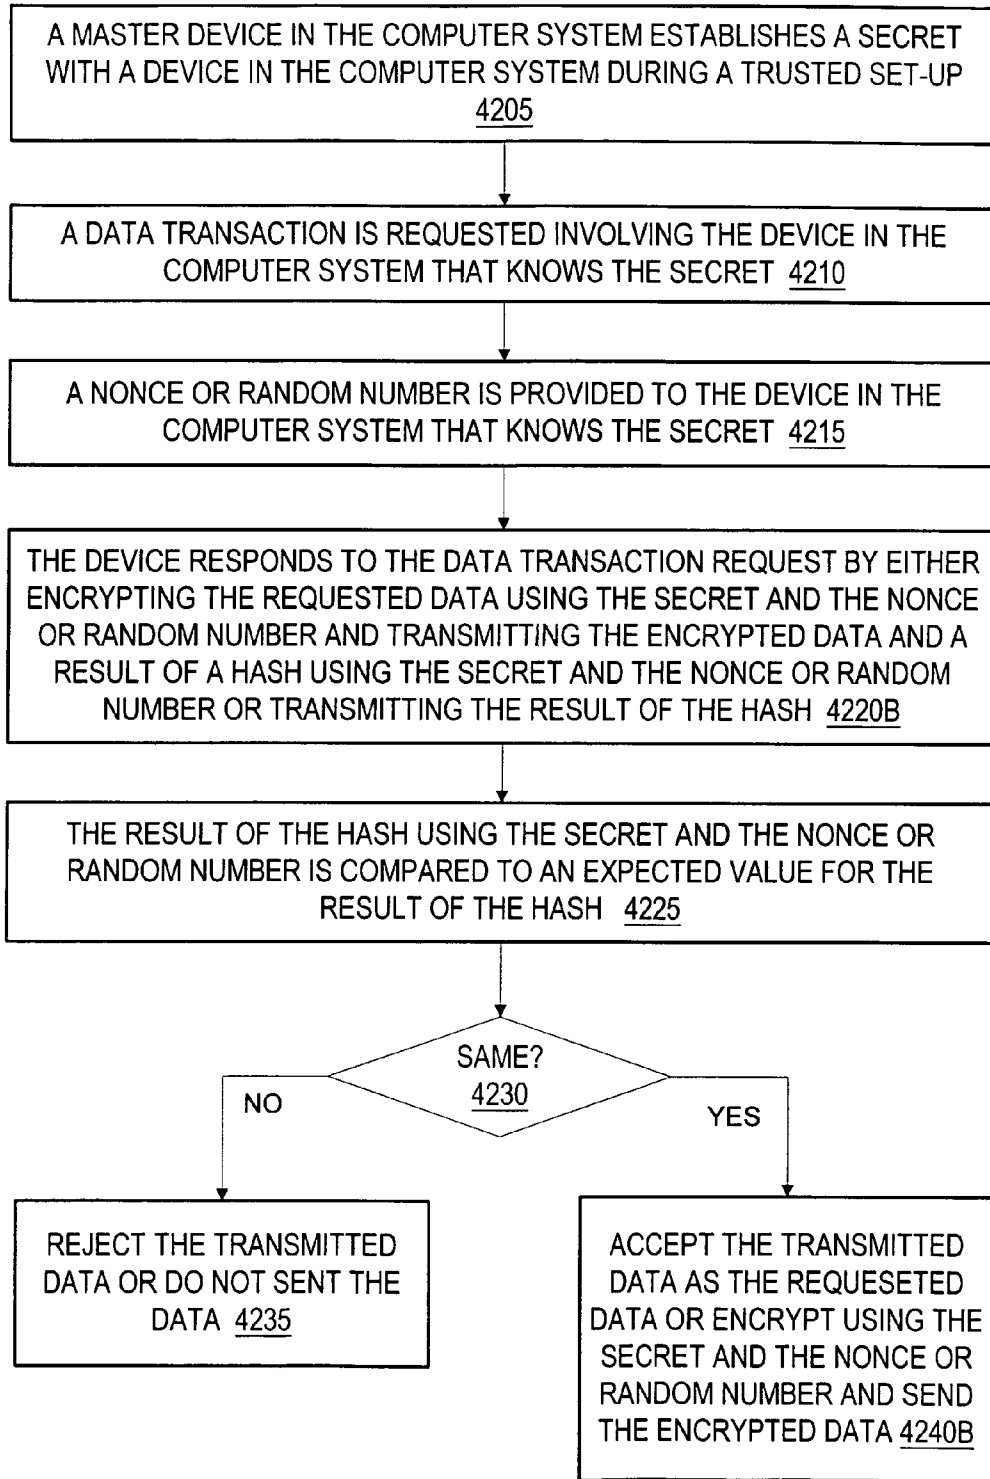 A MASTER DEVICE IN THE COMPUTER SYSTEM ESTABLISHES A SECRET
WITH A DEVICE IN THE COMPUTER SYSTEM DURING A TRUSTED SET-UP
4205
A DATA TRANSACTION IS REQUESTED INVOLVING THE DEVICE IN THE
COMPUTER SYSTEM THAT KNOWS THE SECRET 4210
A NONCE OR RANDOM NUMBER IS PROVIDED TO THE DEVICE IN THE
COMPUTER SYSTEM THAT KNOWS THE SECRET 4215
THE DEVICE RESPONDS TO THE DATA TRANSACTION REQUEST BY EITHER
ENCRYPTING THE REQUESTED DATA USING THE SECRET AND THE NONCE
OR RANDOM NUMBER AND TRANSMITTING THE ENCRYPTED DATA AND A
RESULT OF A HASH USING THE SECRET AND THE NONCE OR RANDOM
NUMBER OR TRANSMITTING THE RESULT OF THE HASH 4220B
THE RESULT OF THE HASH USING THE SECRET AND THE NONCE OR
RANDOM NUMBER IS COMPARED TO AN EXPECTED VALUE FOR THE
RESULT OF THE HASH 4225
SAME?
4230
NO
YES
REJECT THE TRANSMITTED
DATA OR DO NOT SENT THE
DATA 4235
ACCEPT THE TRANSMITTED
DATA AS THE REQUESETED
DATA OR ENCRYPT USING THE
SECRET AND THE NONCE OR
RANDOM NUMBER AND SEND
THE ENCRYPTED DATA 4240B